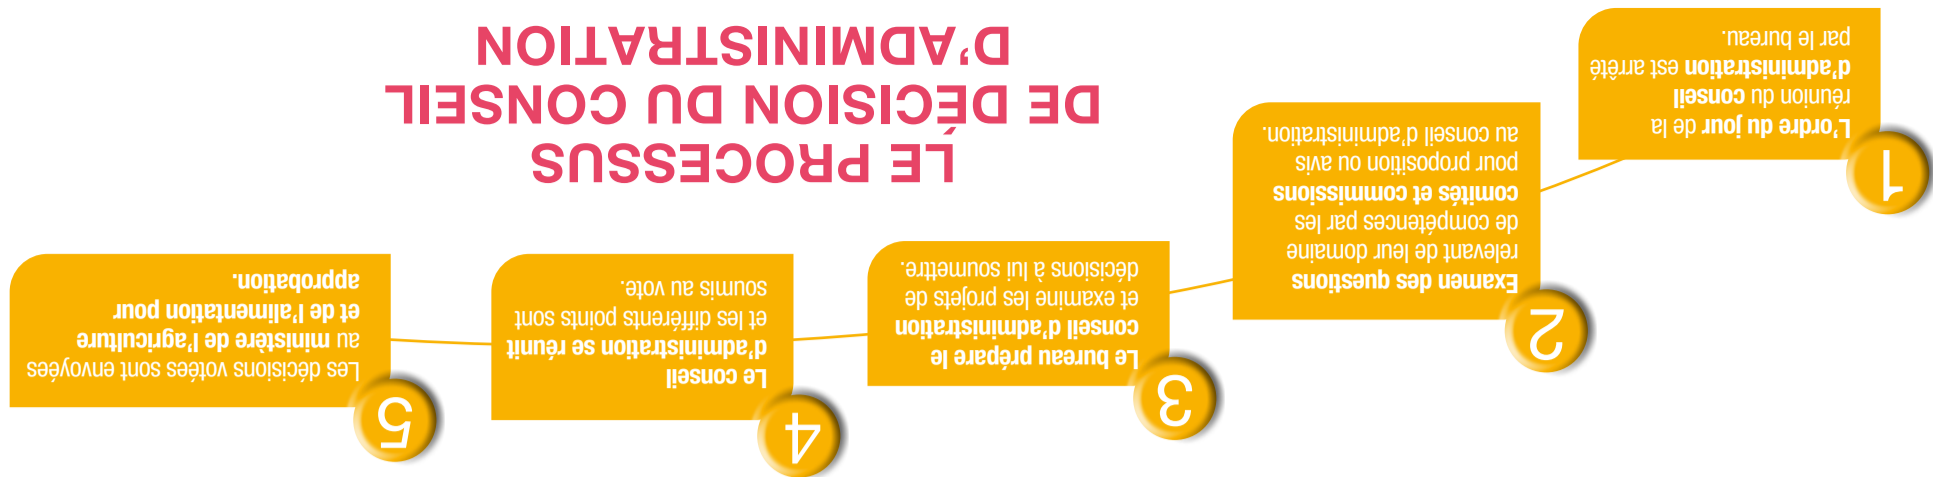 LE PROCESSUS
DE DÉCISION DU CONSEIL
D'ADMINISTRATION
1
L'ordre du jour de la
réunion du conseil
d'administration est arrêté
par le bureau.
2
Examen des questions
relevant de leur domaine
de compétences par les
comités et commissions
pour proposition ou avis
au conseil d'administration.
3
Le bureau prépare le
conseil d'administration
et examine les projets de
décisions à lui soumettre.
4
Le conseil
d'administration se réunit
et les différents points sont
soumis au vote.
5
Les décisions votées sont envoyées
au ministère de l'agriculture
et de l'alimentation pour
approbation.